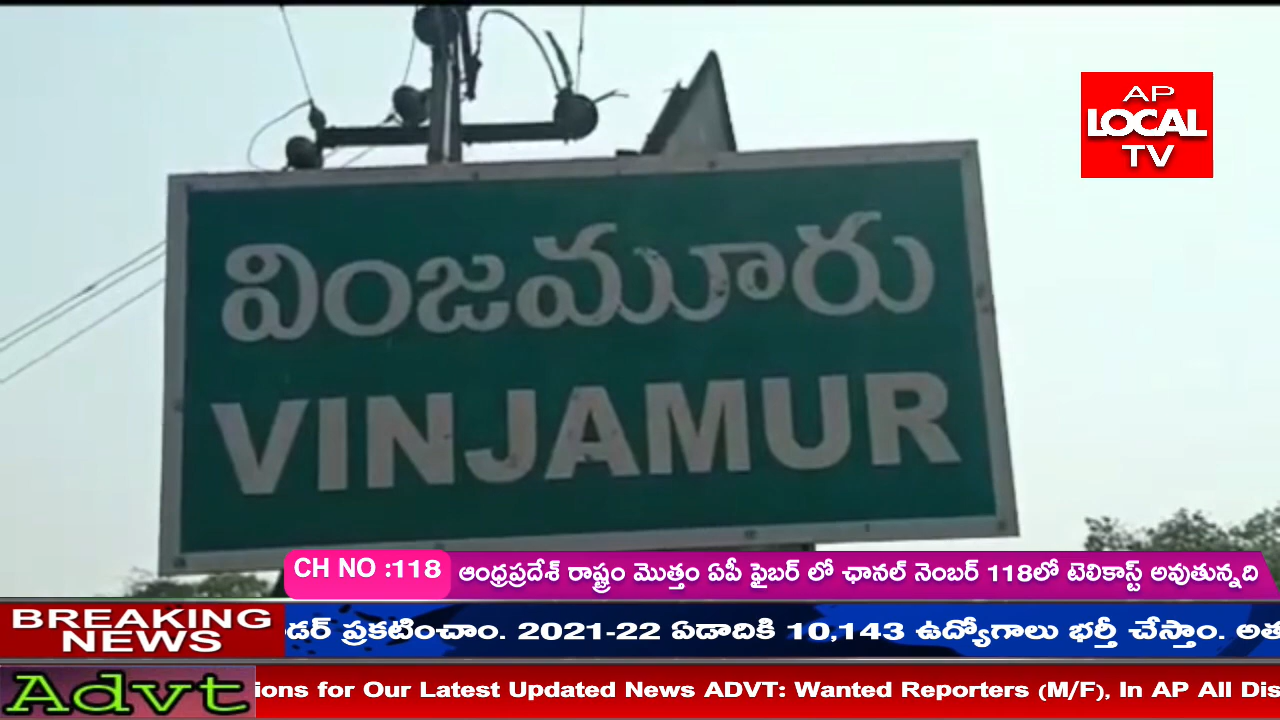 AP
LOCAL
TV
వింజమూరు
VINJAMUR
CH NO :118
ఆంధ్రప్రదేశ్ రాష్ట్రం మొత్తం ఏపీ ఫైబర్ లో ఛానల్ నెంబర్ 118లో టెలికాస్ట్ అవుతున్నది
BREAKING
NEWS
ప్రకటించాం. 2021-22 ఏడాదికి 10,143 ఉద్యోగాలు భర్తీ చేస్తాం.
Advt
for Our Latest Updated News ADVT: Wanted Reporters (M/F), In AP All